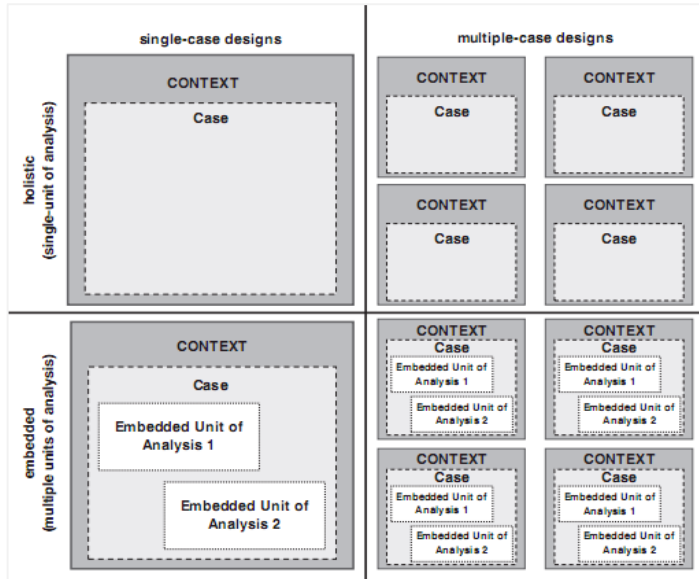 single-case designs
multiple-case designs
holistic
(single-unit of analysis)
CONTEXT
Case
CONTEXT
Case
CONTEXT
Case
CONTEXT
Case
CONTEXT
Case
embedded
(multiple units of analysis)
CONTEXT
Case
Embedded Unit of
Analysis 1
Embedded Unit of
Analysis 2
CONTEXT
Case
Embedded Unit of
Analysis 1
Embedded Unit of
Analysis 2
CONTEXT
Case
Embedded Unit of
Analysis 1
Embedded Unit of
Analysis 2
CONTEXT
Case
Embedded Unit of
Analysis 1
Embedded Unit of
Analysis 2
CONTEXT
Case
Embedded Unit of
Analysis 1
Embedded Unit of
Analysis 2